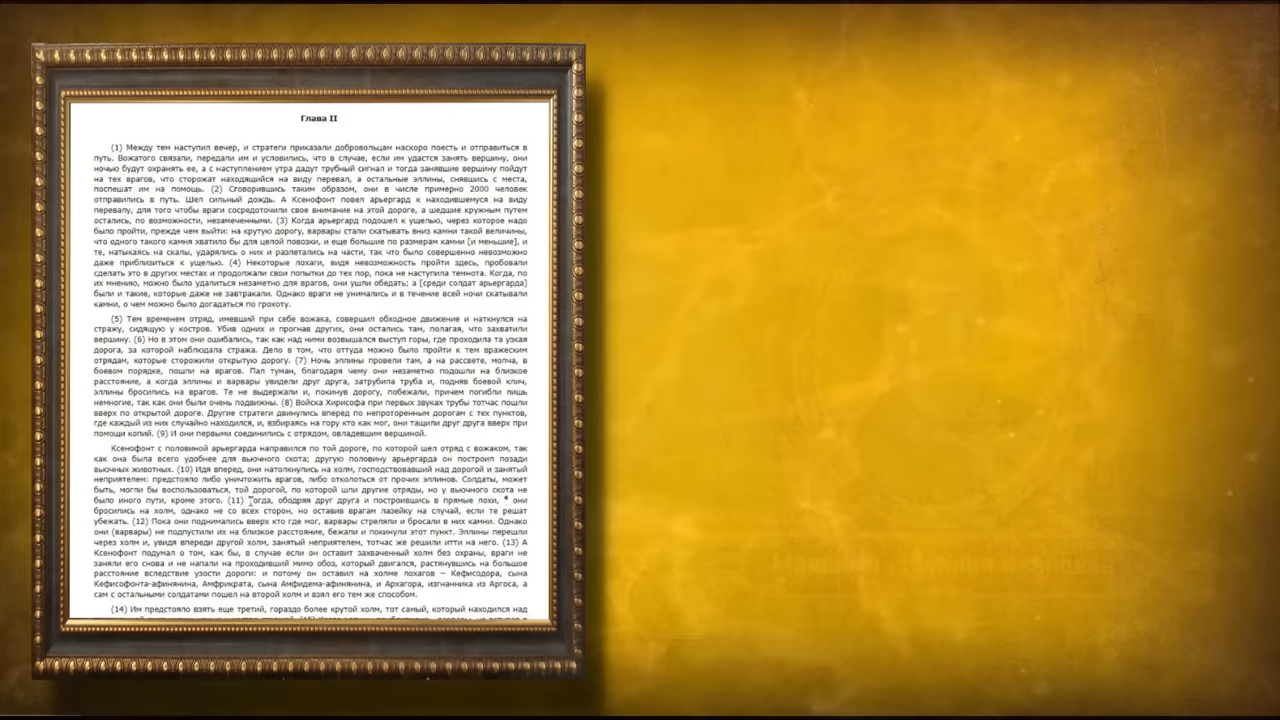 Глава II
(1) Между тем наступил вечер, и стратеги приказали добровольцам наскоро поесть и отправиться в
путь. Вожатого связали, передали им и условились, что в случае, если им удастся занять вершину, они
ночью будут охранять ее, а с наступлением утра дадут трубный сигнал и тогда занявшие вершину пойдут
на тех врагов, что сторожат находящийся на виду перевал, а остальные эллины, снявшись с места,
поспешат им на помощь. (2) Сговорившись таким образом, они в числе примерно 2000 человек
отправились в путь. Шел сильный дождь. А Ксенофонт повел арьергард к находившемуся на виду
перевалу, для того чтобы враги сосредоточили свое внимание на этой дороге, а шедшие кружным путем
остались, по возможности, незамеченными. (3) Когда арьергард подошел к ущелью, через которое надо
было пройти, прежде чем выйти: на крутую дорогу, варвары стали скатывать вниз камни такой величины,
что одного такого камня хватило бы для целой повозки, и еще большие по размерам камни [и меньшие], и
те, натыкаясь на скалы, ударялись о них и разлетались на части, так что было совершенно невозможно
даже приблизиться к ущелью. (4) Некоторые лохаги, видя невозможность пройти здесь, пробовали
сделать это в других местах и продолжали свои попытки до тех пор, пока не наступила темнота. Когда, по
их мнению, можно было удалиться незаметно для врагов, они ушли обедать; а [среди солдат арьергарда]
были и такие, которые даже не завтракали. Однако враги не унимались и в течение всей ночи скатывали
камни, о чем можно было догадаться по грохоту.
(5) Тем временем отряд, имевший при себе вожака, совершил обходное движение и наткнулся на
стражу, сидящую у костров. Убив одних и прогнав других, они остались там, полагая, что захватили
вершину. (6) Но в этом они ошибались, так как над ними возвышался выступ горы, где проходила та узкая
дорога, за которой наблюдала стража. Дело в том, что оттуда можно было пройти к тем вражеским
отрядам, которые сторожили открытую дорогу. (7) Ночь эллины провели там, а на рассвете, молча, в
боевом порядке, пошли на врагов. Пал туман, благодаря чему они незаметно подошли на близкое
расстояние, а когда эллины и варвары увидели друг друга, затрубила труба и, подняв боевой клич,
эллины бросились на врагов. Те не выдержали и, покинув дорогу, побежали, причем погибли лишь
немногие, так как они были очень подвижны. (8) Войска Хирисофа при первых звуках трубы тотчас пошли
вверх по открытой дороге. Другие стратеги двинулись вперед по непроторенным дорогам с тех пунктов,
где каждый из них случайно находился, и, взбираясь на гору кто как мог, они тащили друг друга вверх при
помощи копий. (9) И они первыми соединились с отрядом, овладевшим вершиной.
Ксенофонт с половиной арьергарда направился по той дороге, по которой шел отряд с вожаком, так
как она была всего удобнее для вьючного скота; другую половину арьергарда он построил позади
вьючных животных. (10) Идя вперед, они натолкнулись на холм, господствовавший над дорогой и занятый
неприятелем: предстояло либо уничтожить врагов, либо отколоться от прочих эллинов. Солдаты, может
быть, могли бы воспользоваться, той дорогой, по которой шли другие отряды, но у вьючного скота не
было иного пути, кроме этого. (11) Тогда, ободряя друг друга и построившись в прямые лохи, 4 они
бросились на холм, однако не со всех сторон, но оставив врагам лазейку на случай, если те решат
убежать. (12) Пока они поднимались вверх кто где мог, варвары стреляли и бросали в них камни. Однако
они (варвары) не подпустили их на близкое расстояние, бежали и покинули этот пункт. Эллины перешли
через холм и, увидя впереди другой холм, занятый неприятелем, тотчас же решили итти на него. (13) А
Ксенофонт подумал о том, как бы, в случае если он оставит захваченный холм без охраны, враги не
заняли его снова и не напали на проходивший мимо обоз, который двигался, растянувшись на большое
расстояние вследствие узости дороги: и потому он оставил на холме лохагов – Кефисодора, сына
Кефисофонта-афинянина, Амфикрата, сына Амфидема-афинянина, и Архагора, изгнанника из Аргоса, а
сам с остальными солдатами пошел на второй холм и взял его тем же способом.
(14) Им предстояло взять еще третий, гораздо более крутой холм, тот самый, который находился над